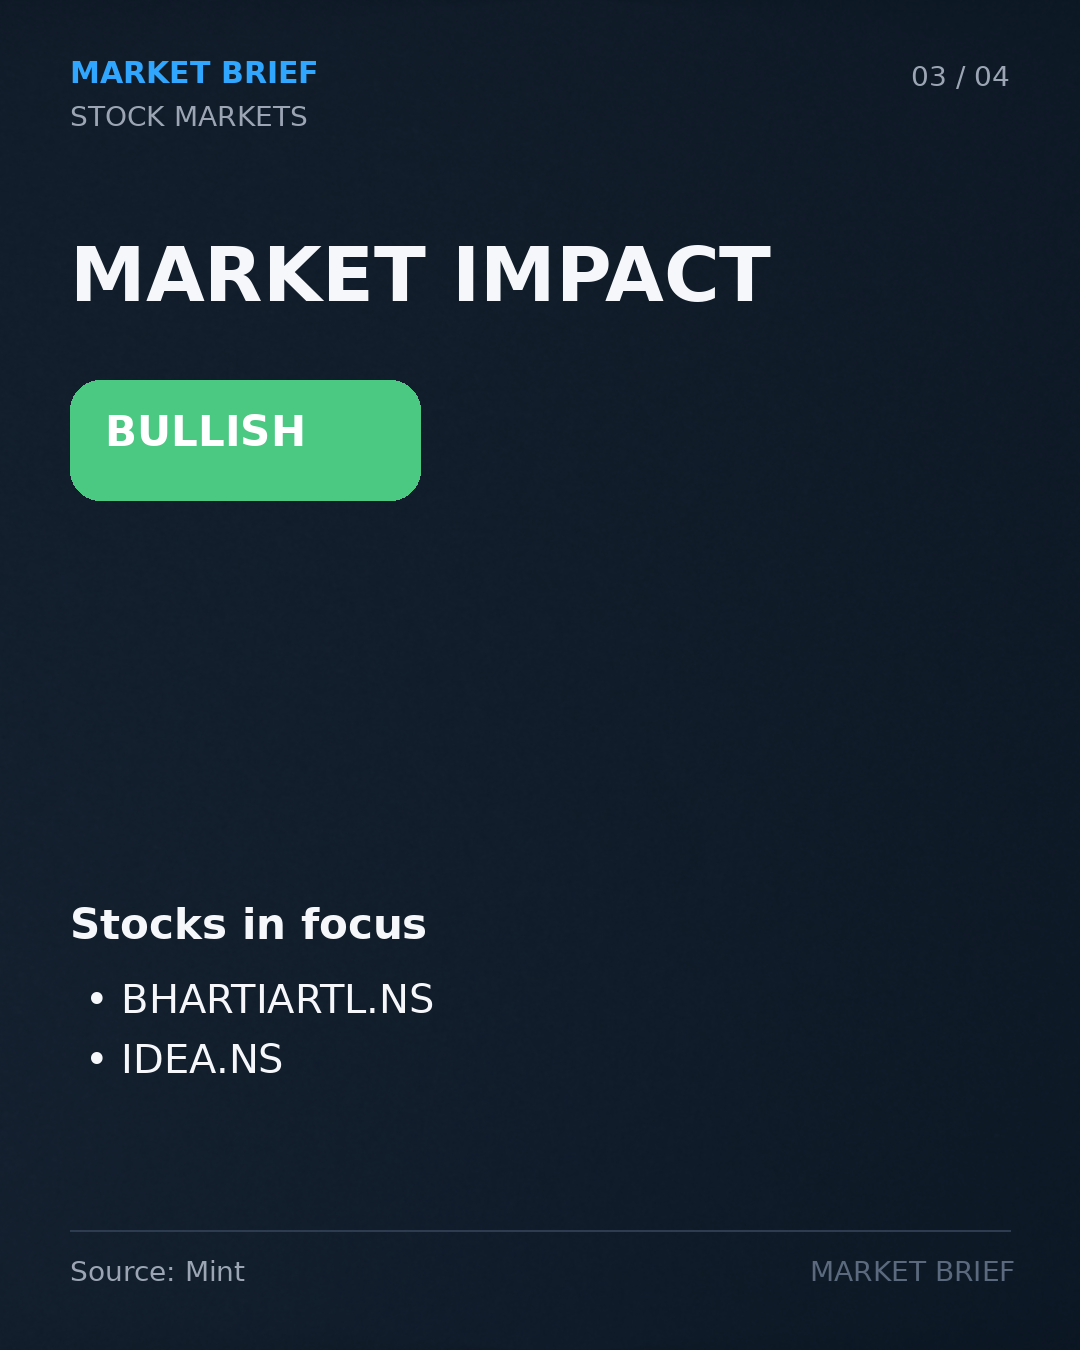 MARKET BRIEF
03 / 04
STOCK MARKETS
MARKET IMPACT
BULLISH
Stocks in focus
• BHARTIARTL.NS
• IDEA.NS
Source: Mint
MARKET BRIEF